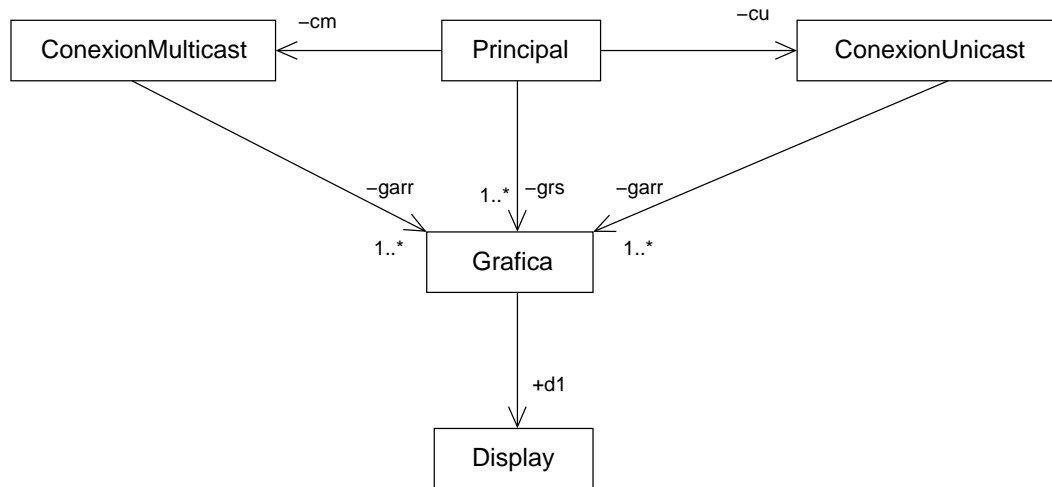 –cm
–cu
ConexionMulticast
Principal
ConexionUnicast
–garr
1..*
–grs
–garr
1..*
1..*
Grafica
+d1
Display